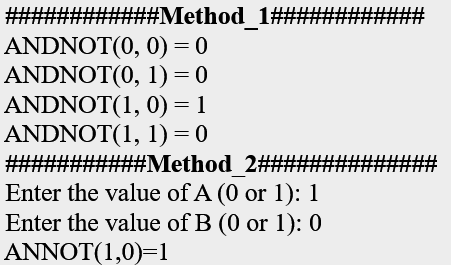 ############Method_1############
ANDNOT(0, 0) = 0
ANDNOT(0, 1) = 0
ANDNOT(1, 0) = 1
ANDNOT(1, 1) = 0
###########Method_2##############
Enter the value of A (0 or 1): 1
Enter the value of B (0 or 1): 0
ANNOT(1,0)=1